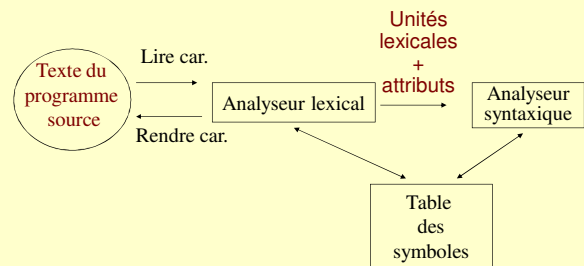 Texte du
programme
source
Lire car.
Rendre car.
Analyseur lexical
Unités
lexicales
+
attributs
Analyseur
syntaxique
Table
des
symboles